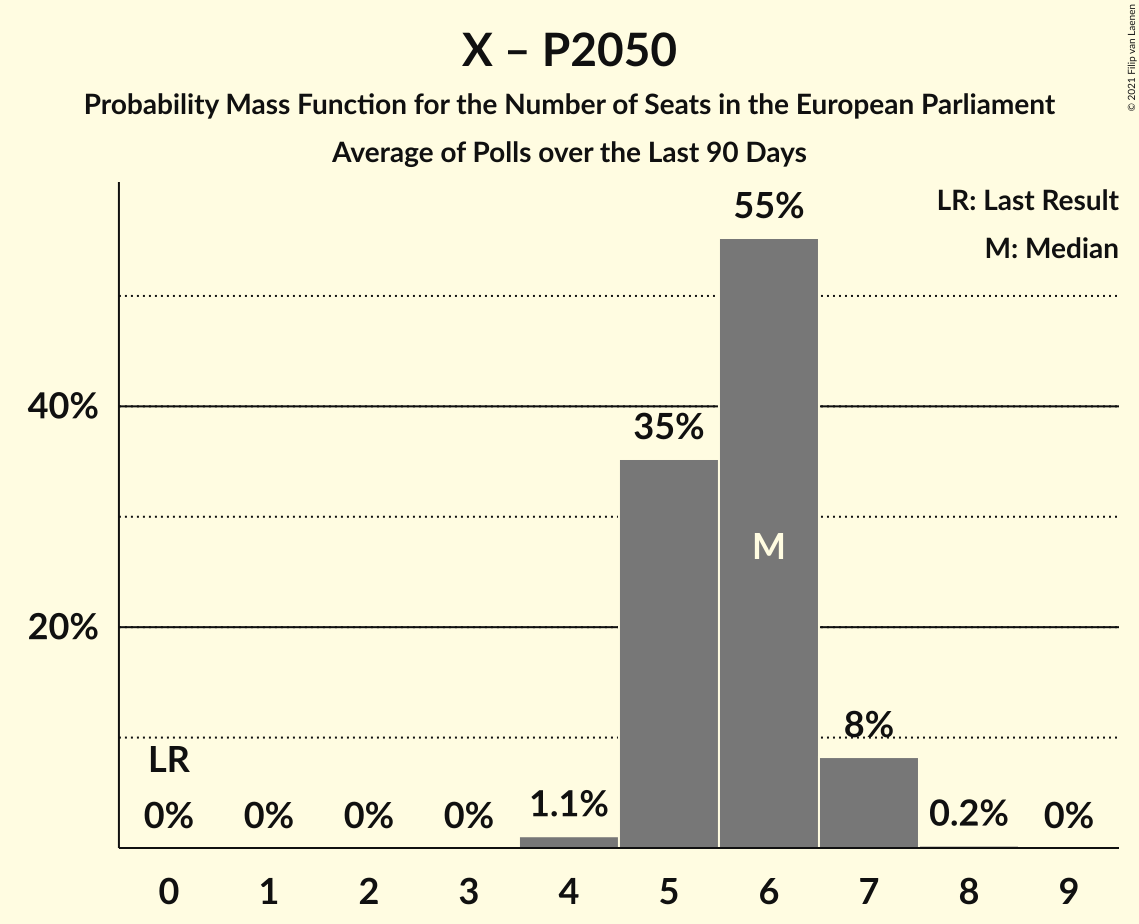 X – P2050
Probability Mass Function for the Number of Seats in the European Parliament
Average of Polls over the Last 90 Days
© 2021 Filip van Laenen
LR: Last Result
M: Median
55%
40%
35%
M
20%
8%
LR
0%
0%
0%
0%
1.1%
0.2%
0%
0 1 2 3 4 5 6 7 8 9